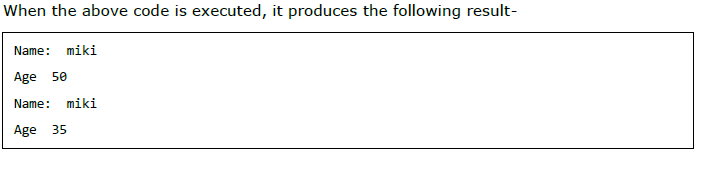 When the above code is executed, it produces the following result-
Name:  miki
Age  50
Name:  miki
Age  35